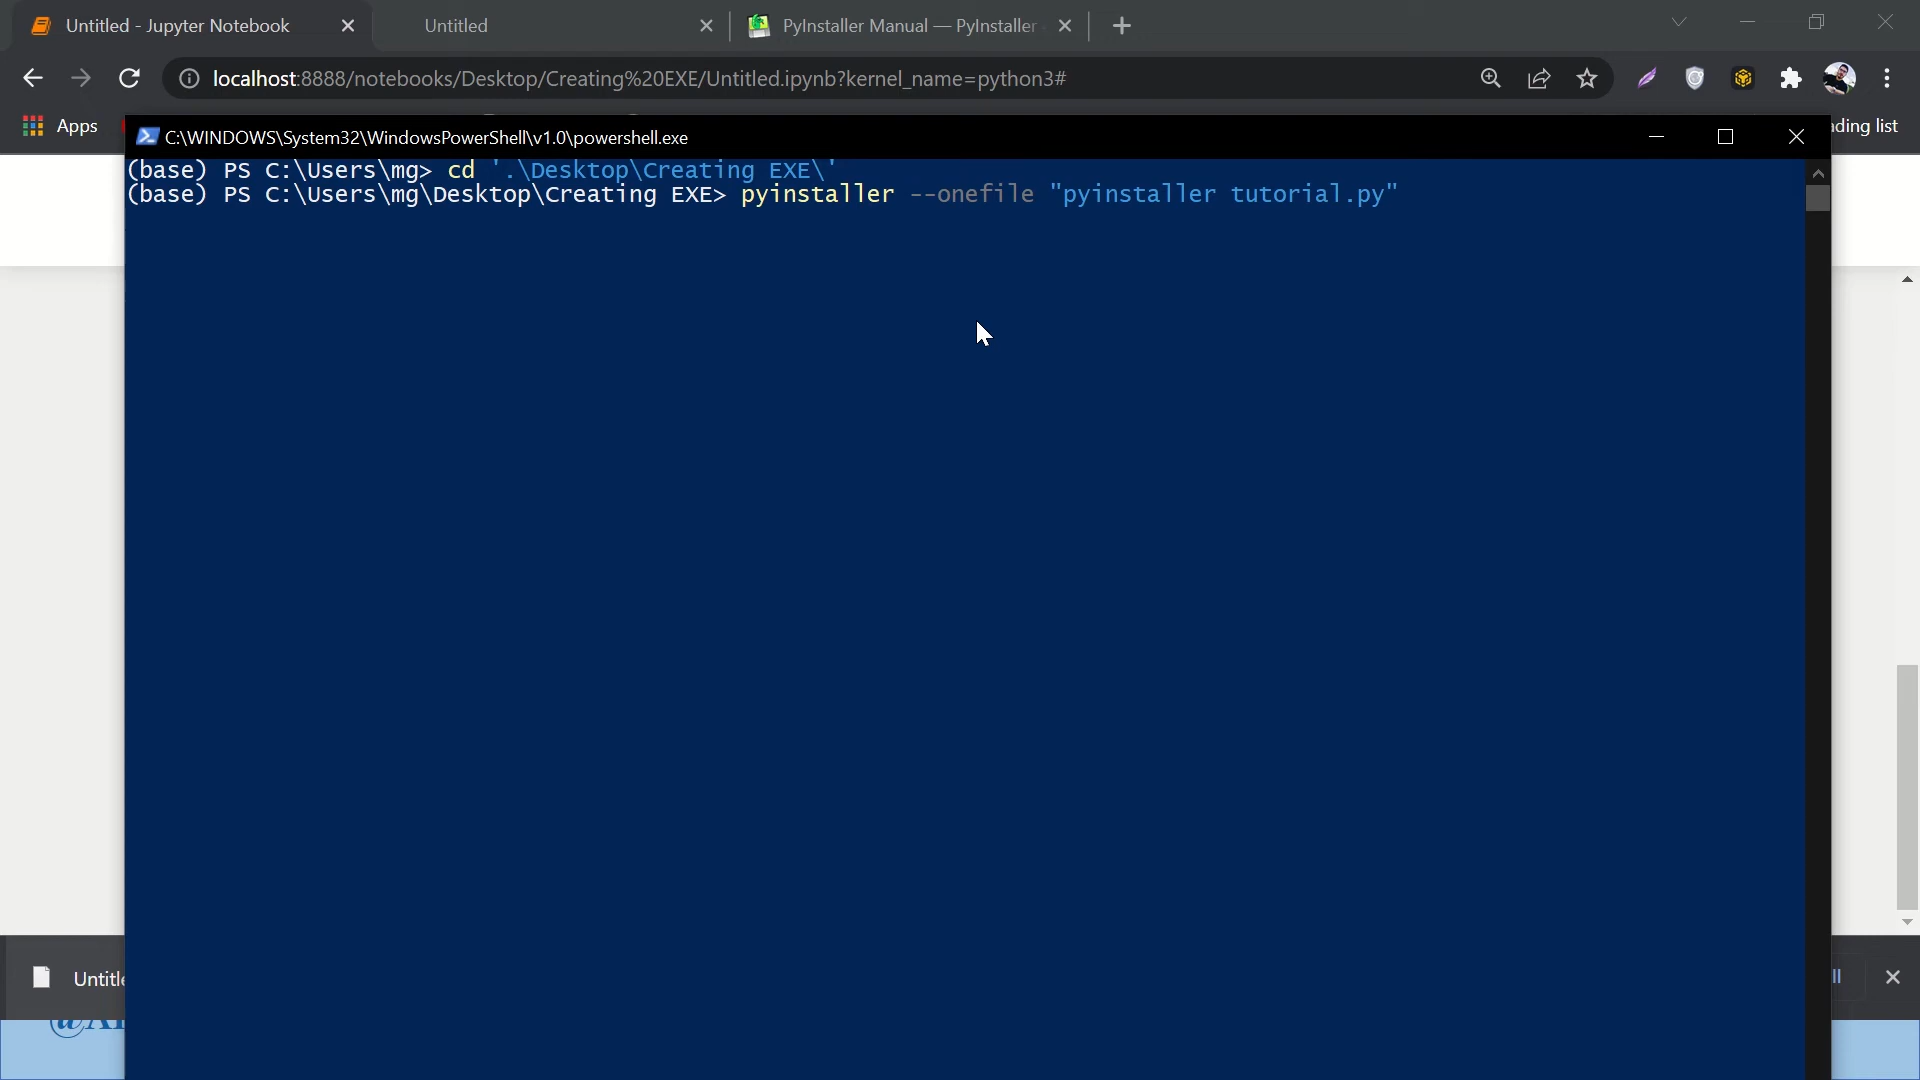 Untitled - Jupyter Notebook
Untitled
PyInstaller Manual — PyInstaller
localhost:8888/notebooks/Desktop/Creating%20EXE/Untitled.ipynb?kernel_name=python3#
Apps
ding list
C:\WINDOWS\System32\WindowsPowerShell\v1.0\powershell.exe
(base) PS C:\Users\mg> cd '.\Desktop\Creating EXE\'
(base) PS C:\Users\mg\Desktop\Creating EXE> pyinstaller --onefile "pyinstaller tutorial.py"
Untitle
ll